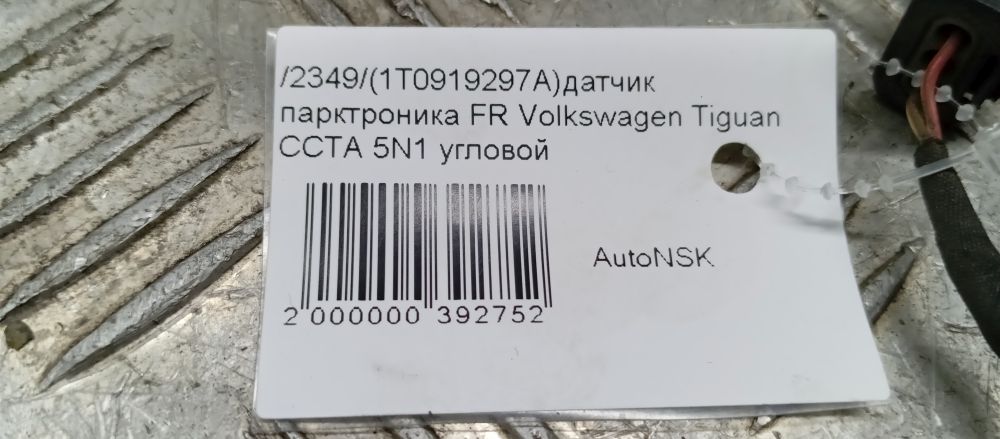 /2349/(1T0919297A)датчик
парктроника FR Volkswagen Tiguan
CCTA 5N1 угловой
AutoNSK
2 000000 392752